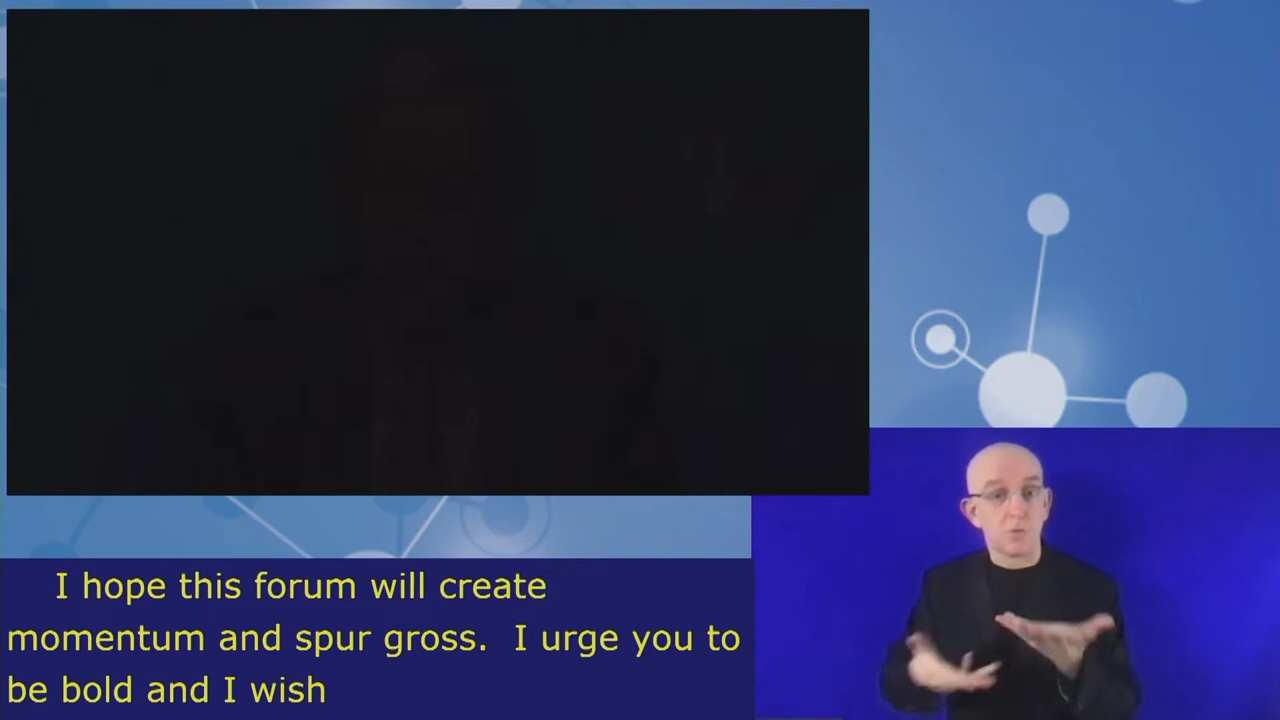 I hope this forum will create
momentum and spur gross. I urge you to
be bold and I wish